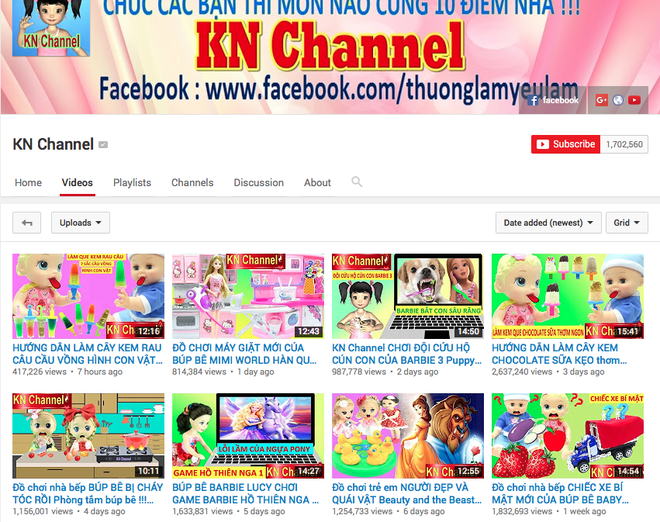 CHÚC CÁC BẠN THI MÔN NÀO CŨNG 10 ĐIỂM NHA !!!
KN Channel
KN Channel
Facebook : www.facebook.com/thuonglamyeulam
facebook
KN Channel
Subscribe 1,702,560
Home Videos Playlists Channels Discussion About
Uploads Date added (newest) Grid
LÀM QUE KEM RAU CÂU
7 SẮC CẦU VỒNG
HÌNH CON VẬT
KN Channel
12:16
KN Channel
12:43
KN Channel
ĐỘI CỨU HỘ CÚN CON BARBIE 3
BARBIE BẮT CON SÂU RĂNG
14:50
LÀM KEM QUE CHOCOLATE SỮA THƠM NGON
KN Cha
15:41
HƯỚNG DẪN LÀM CÂY KEM RAU
CÂU CẦU VỒNG HÌNH CON VẬT...
417,226 views • 7 hours ago
ĐỒ CHƠI MÁY GIẶT MỚI CỦA
BÚP BÊ MIMI WORLD HÀN QU...
814,384 views • 1 day ago
KN Channel CHƠI ĐỘI CỨU HỘ
CÚN CON CỦA BARBIE 3 Puppy...
987,778 views • 2 days ago
HƯỚNG DẪN LÀM CÂY KEM
CHOCOLATE SỮA KẸO thơm...
2,637,240 views • 3 days ago
KN Channel
10:11
KN Channel
LỖI LẦM CỦA NGỰA PONY
GAME HỒ THIÊN NGA 1
14:27
KN Channel
12:55
CHIẾC XE BÍ MẬT
KN Channel
14:54
Đồ chơi nhà bếp BÚP BÊ BỊ CHÁY
TÓC RỒI Phòng tắm búp bê !!!...
1,156,001 views • 4 days ago
BÚP BÊ BARBIE LUCY CHƠI
GAME BARBIE HỒ THIÊN NGA ...
1,633,831 views • 5 days ago
Đồ chơi trẻ em NGƯỜI ĐẸP VÀ
QUÁI VẬT Beauty and the Beast...
1,254,733 views • 6 days ago
Đồ chơi nhà bếp CHIẾC XE BÍ
MẬT MỚI CỦA BÚP BÊ BABY...
1,832,693 views • 1 week ago